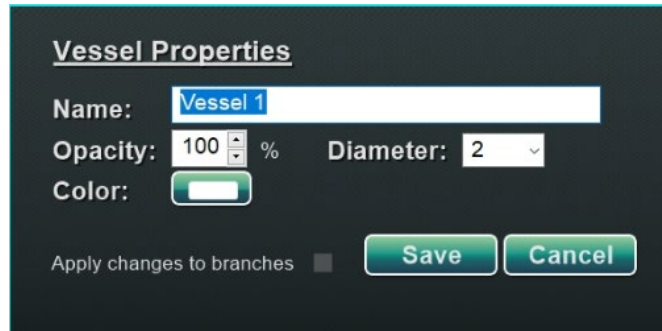 Vessel Properties
Name: Vessel 1
Opacity: 100 % Diameter: 2
Color:
Apply changes to branches Save Cancel